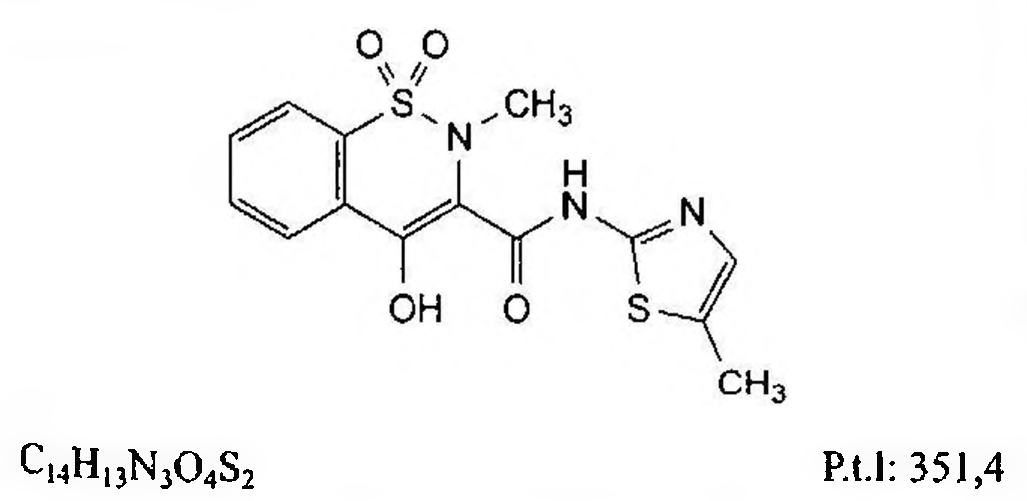 O O
S
N
CH₃
H
N
N
OH
O
S
CH₃
C₁₄H₁₃N₃O₄S₂
P.t.l: 351,4